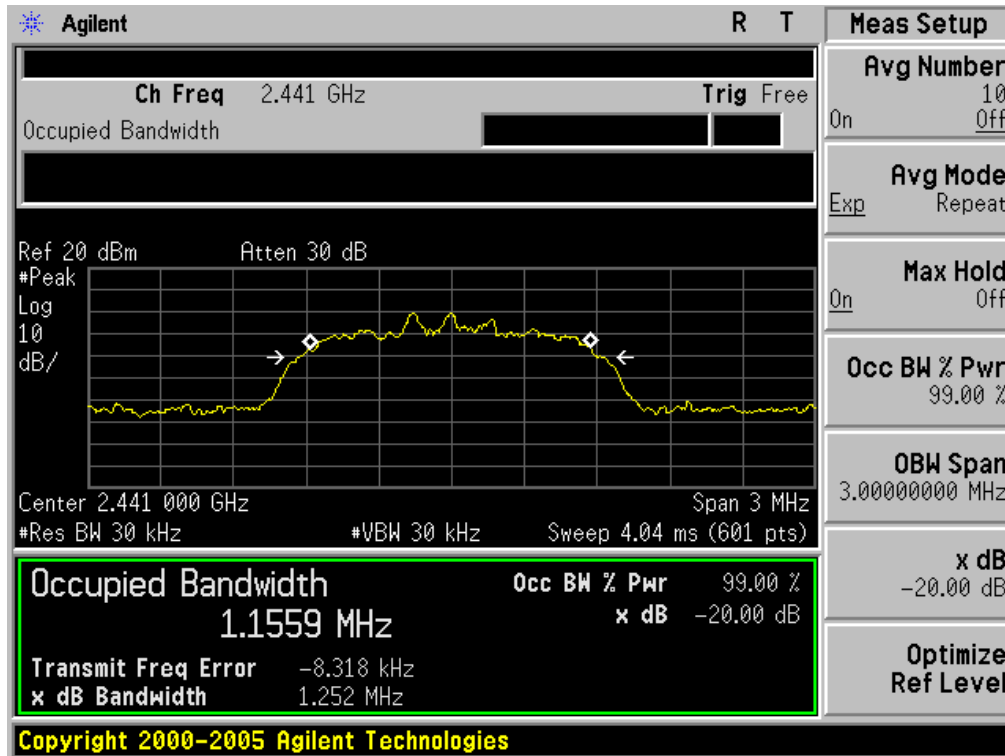 Agilent R T
Ch Freq 2.441 GHz Trig Free
Occupied Bandwidth
Ref 20 dBm Atten 30 dB
#Peak
Log
10
dB/
Center 2.441 000 GHz Span 3 MHz
#Res BW 30 kHz #VBW 30 kHz Sweep 4.04 ms (601 pts)
Occupied Bandwidth Occ BW % Pwr 99.00 %
1.1559 MHz x dB -20.00 dB
Transmit Freq Error -8.318 kHz
x dB Bandwidth 1.252 MHz
Copyright 2000-2005 Agilent Technologies
Meas Setup
Avg Number
10
On Off
Avg Mode
Exp Repeat
Max Hold
On Off
Occ BW % Pwr
99.00 %
OBW Span
3.00000000 MHz
x dB
-20.00 dB
Optimize
Ref Level